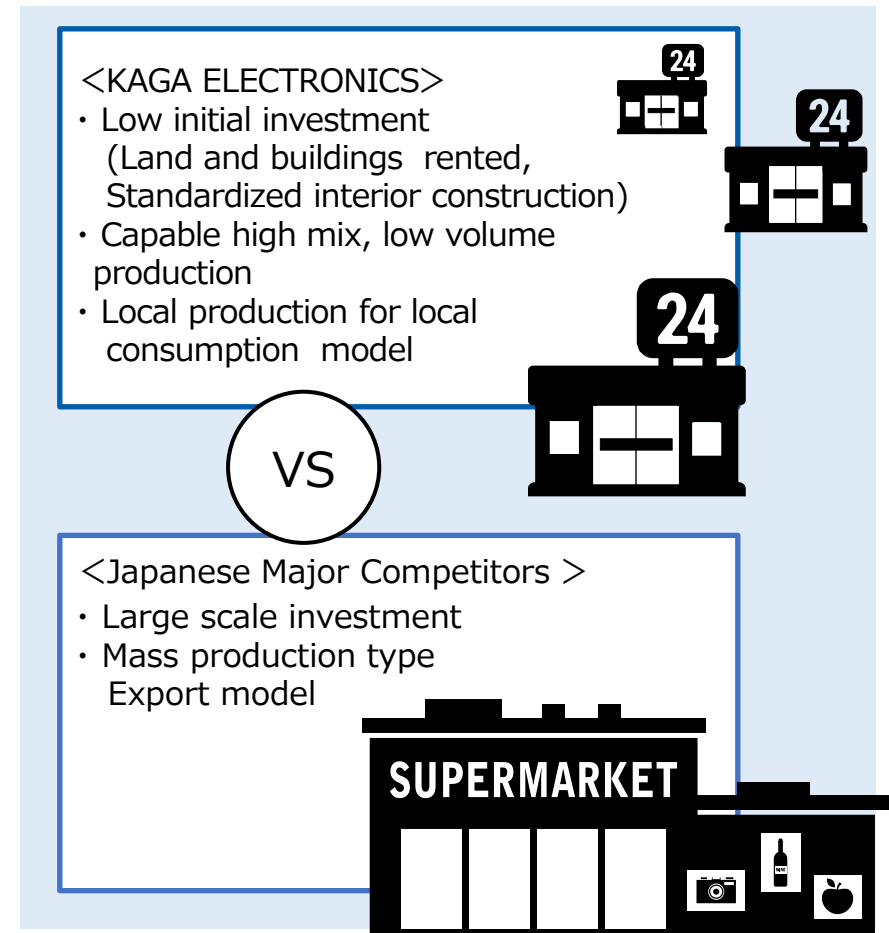 ＜KAGA ELECTRONICS＞
・Low initial investment
(Land and buildings rented,
Standardized interior construction)
・Capable high mix, low volume
production
・Local production for local
consumption model
24
24
24
VS
＜Japanese Major Competitors ＞
・Large scale investment
・Mass production type
Export model
SUPERMARKET